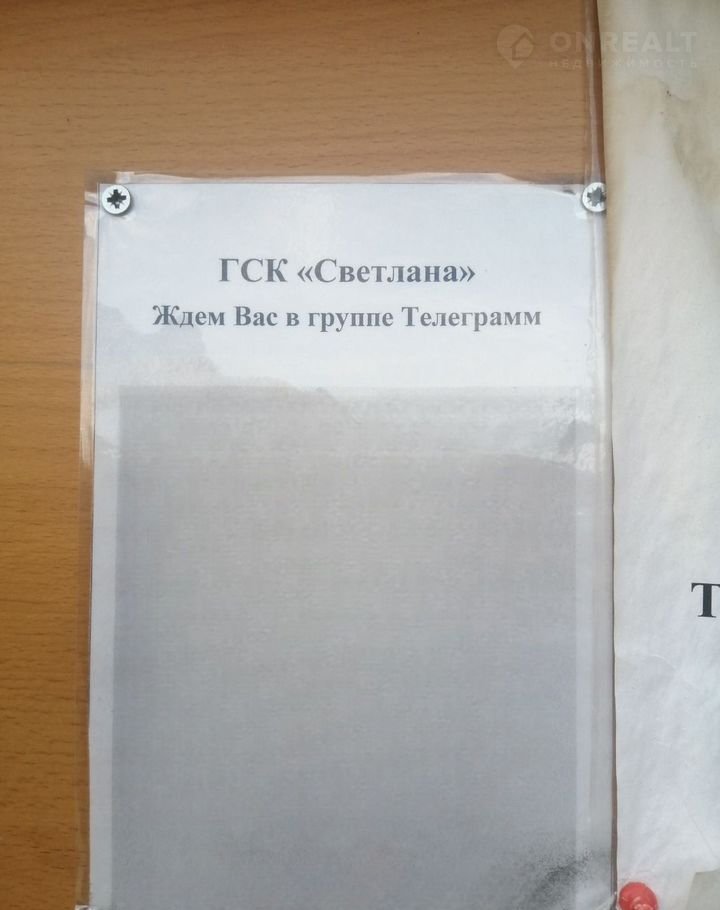 ONREALT
НЕДВИЖИМОСТЬ
ГСК «Светлана»
Ждем Вас в группе Телеграмм
Т